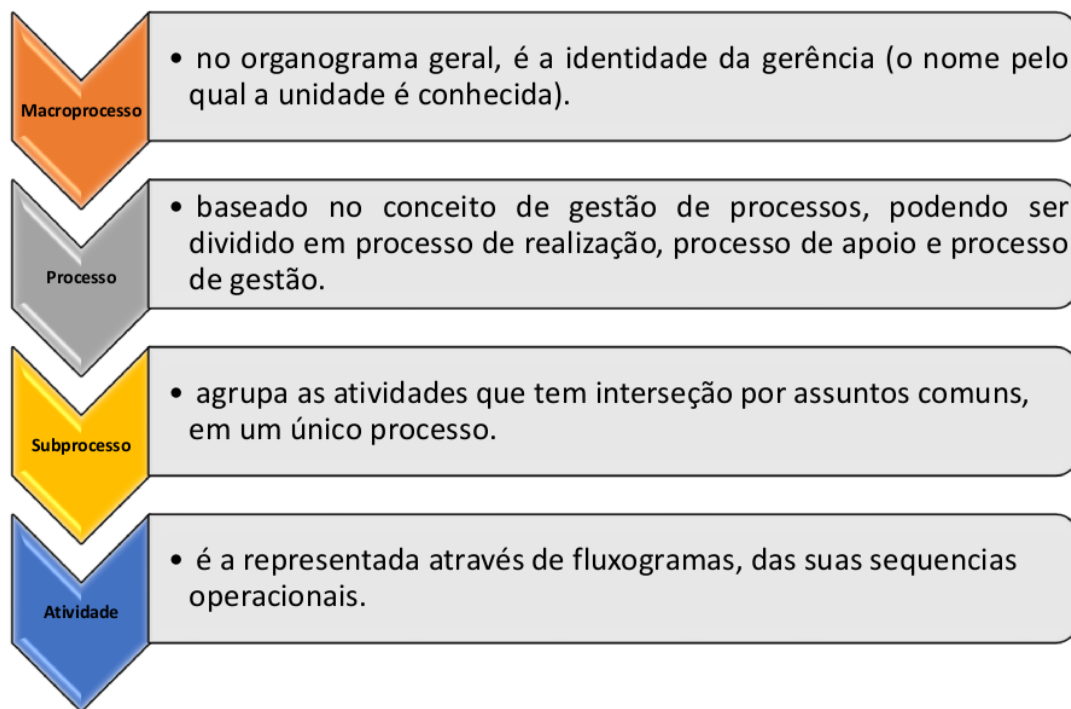 Macroprocesso
• no organograma geral, é a identidade da gerência (o nome pelo
qual a unidade é conhecida).
Processo
• baseado no conceito de gestão de processos, podendo ser
dividido em processo de realização, processo de apoio e processo
de gestão.
Subprocesso
• agrupa as atividades que tem interseção por assuntos comuns,
em um único processo.
Atividade
• é a representada através de fluxogramas, das suas sequencias
operacionais.